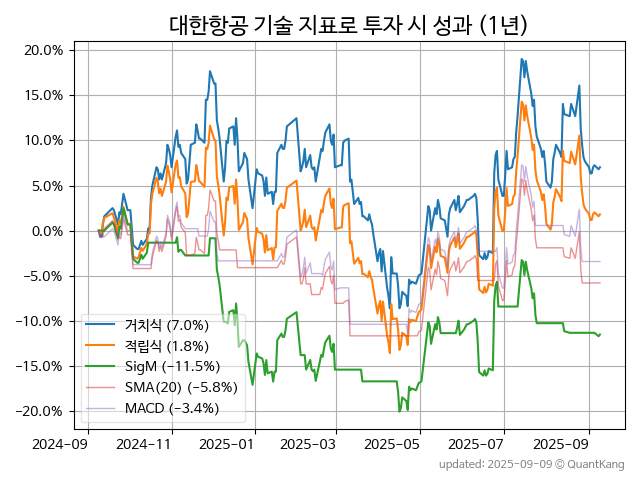 대한항공 기술 지표로 투자 시 성과 (1년)
20.0%
15.0%
10.0%
5.0%
0.0%
−5.0%
−10.0%
−15.0%
−20.0%
거치식 (7.0%)
적립식 (1.8%)
SigM (−11.5%)
SMA(20) (−5.8%)
MACD (−3.4%)
2024-09 2024-11 2025-01 2025-03 2025-05 2025-07 2025-09
updated: 2025-09-09 © QuantKang